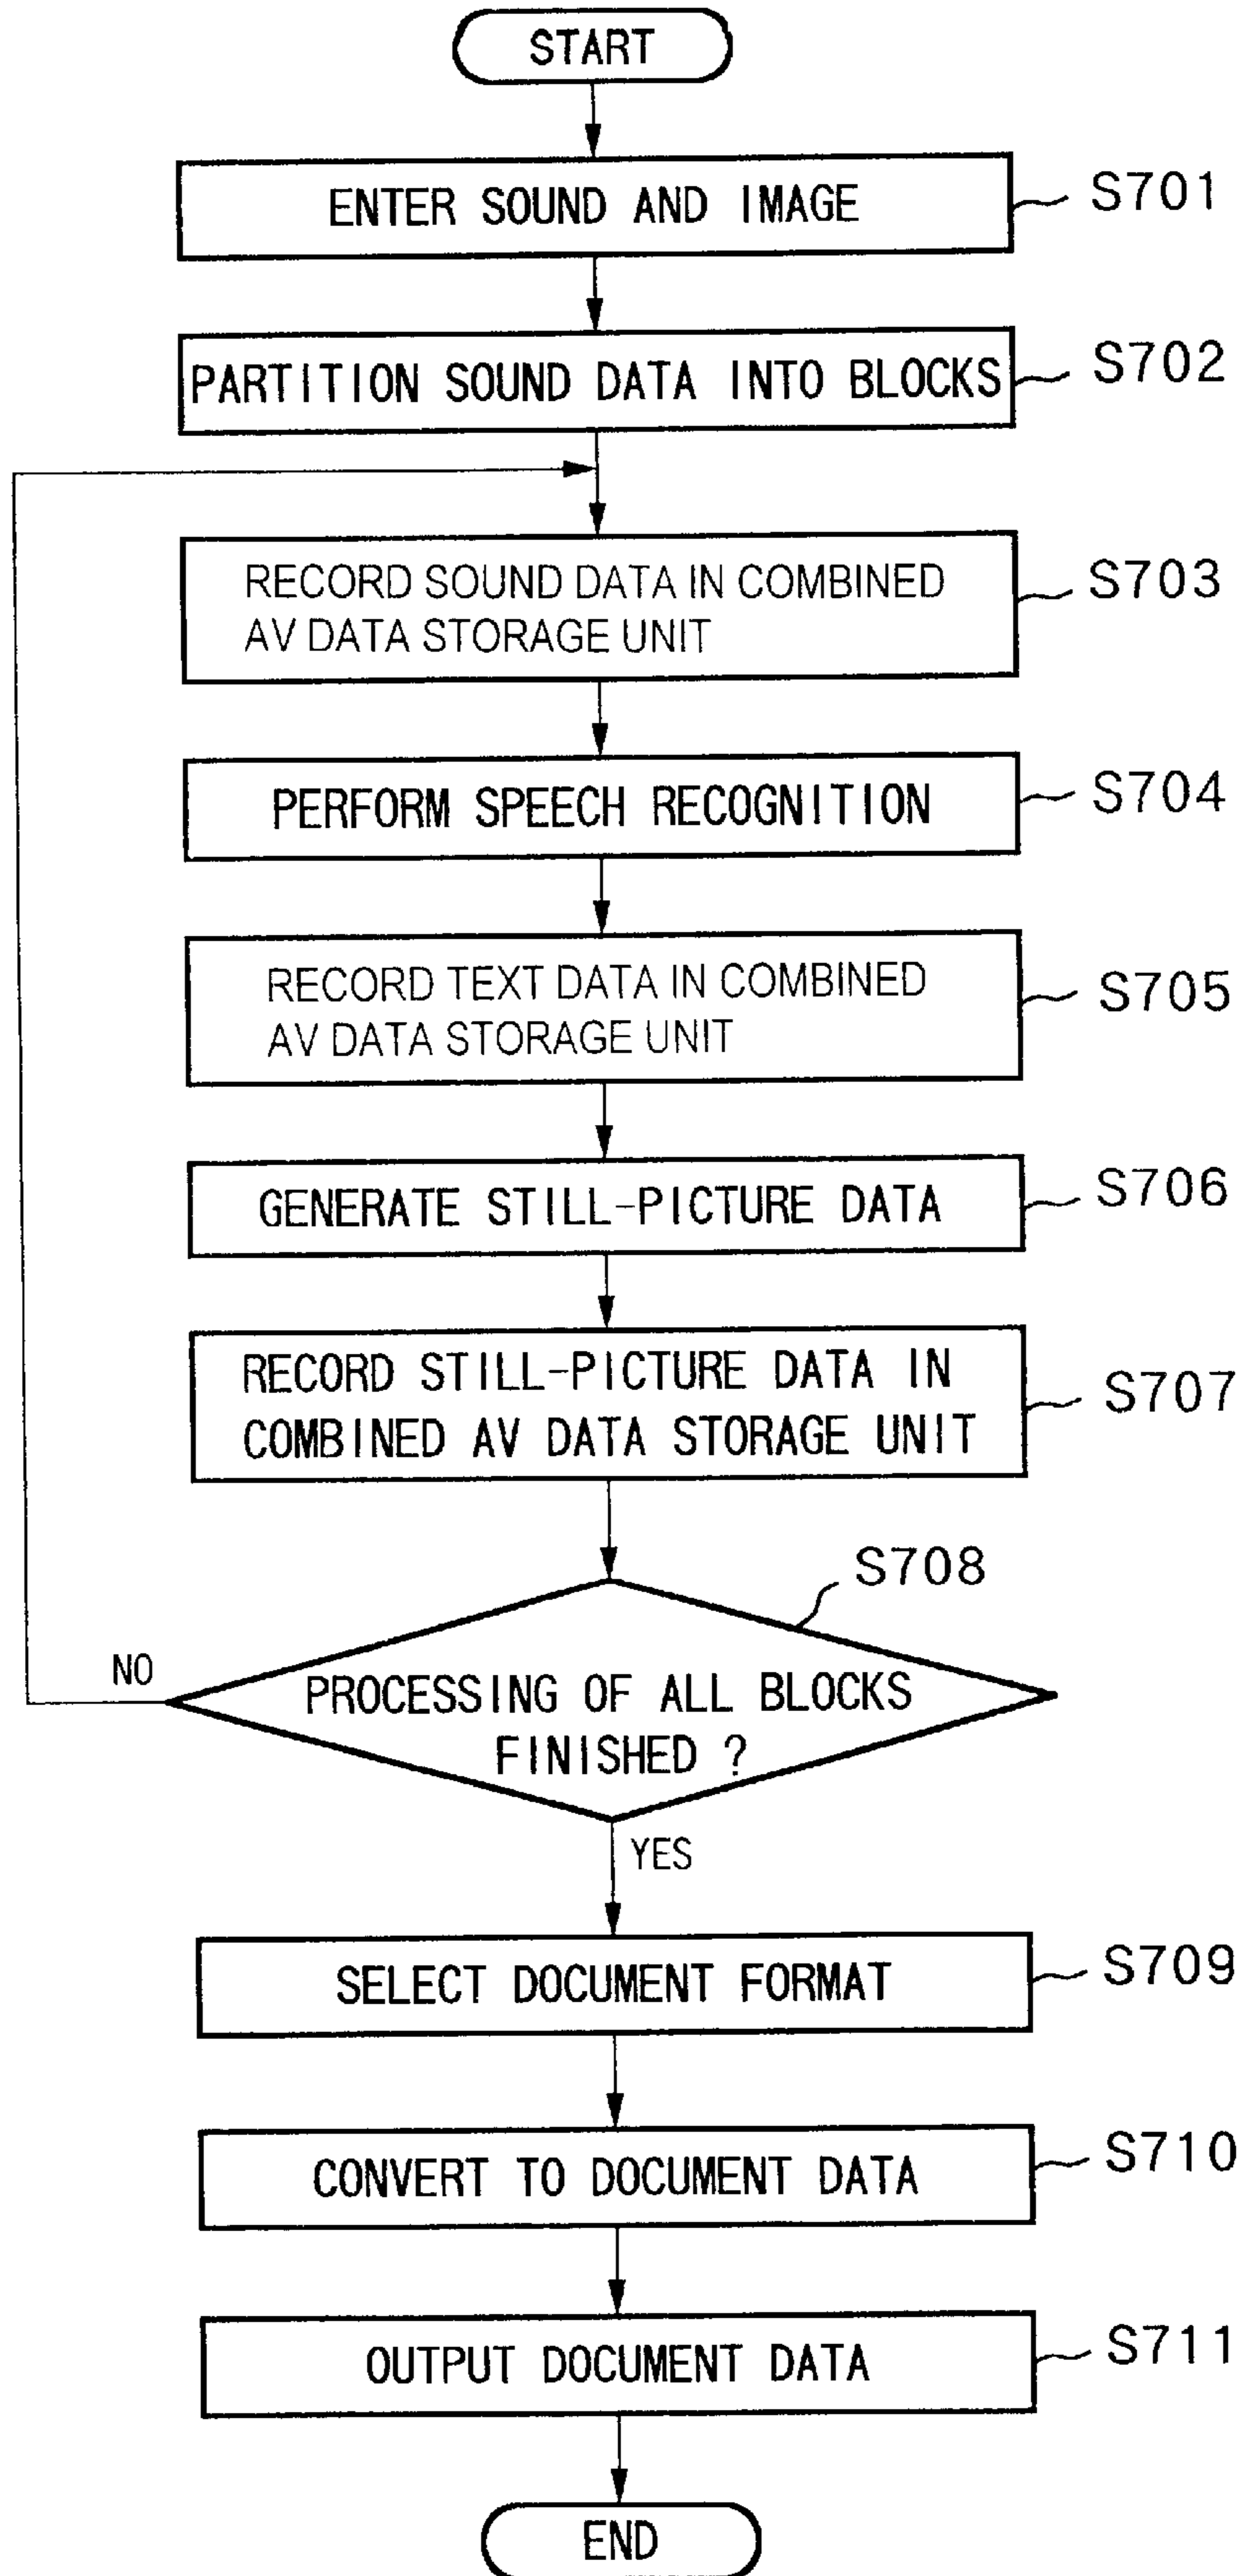 START
ENTER SOUND AND IMAGE
S701
PARTITION SOUND DATA INTO BLOCKS
S702
RECORD SOUND DATA IN COMBINED
AV DATA STORAGE UNIT
S703
PERFORM SPEECH RECOGNITION
S704
RECORD TEXT DATA IN COMBINED
AV DATA STORAGE UNIT
S705
GENERATE STILL-PICTURE DATA
S706
RECORD STILL-PICTURE DATA IN
COMBINED AV DATA STORAGE UNIT
S707
S708
NO
PROCESSING OF ALL BLOCKS
FINISHED ?
YES
SELECT DOCUMENT FORMAT
S709
CONVERT TO DOCUMENT DATA
S710
OUTPUT DOCUMENT DATA
S711
END